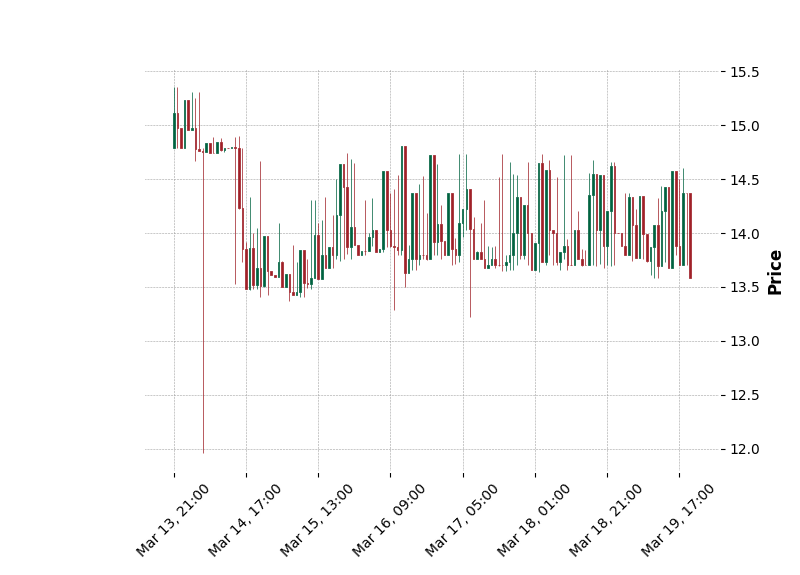 15.5
15.0
14.5
14.0
13.5
13.0
12.5
12.0
Price
Mar 13, 21:00
Mar 14, 17:00
Mar 15, 13:00
Mar 16, 09:00
Mar 17, 05:00
Mar 18, 01:00
Mar 18, 21:00
Mar 19, 17:00